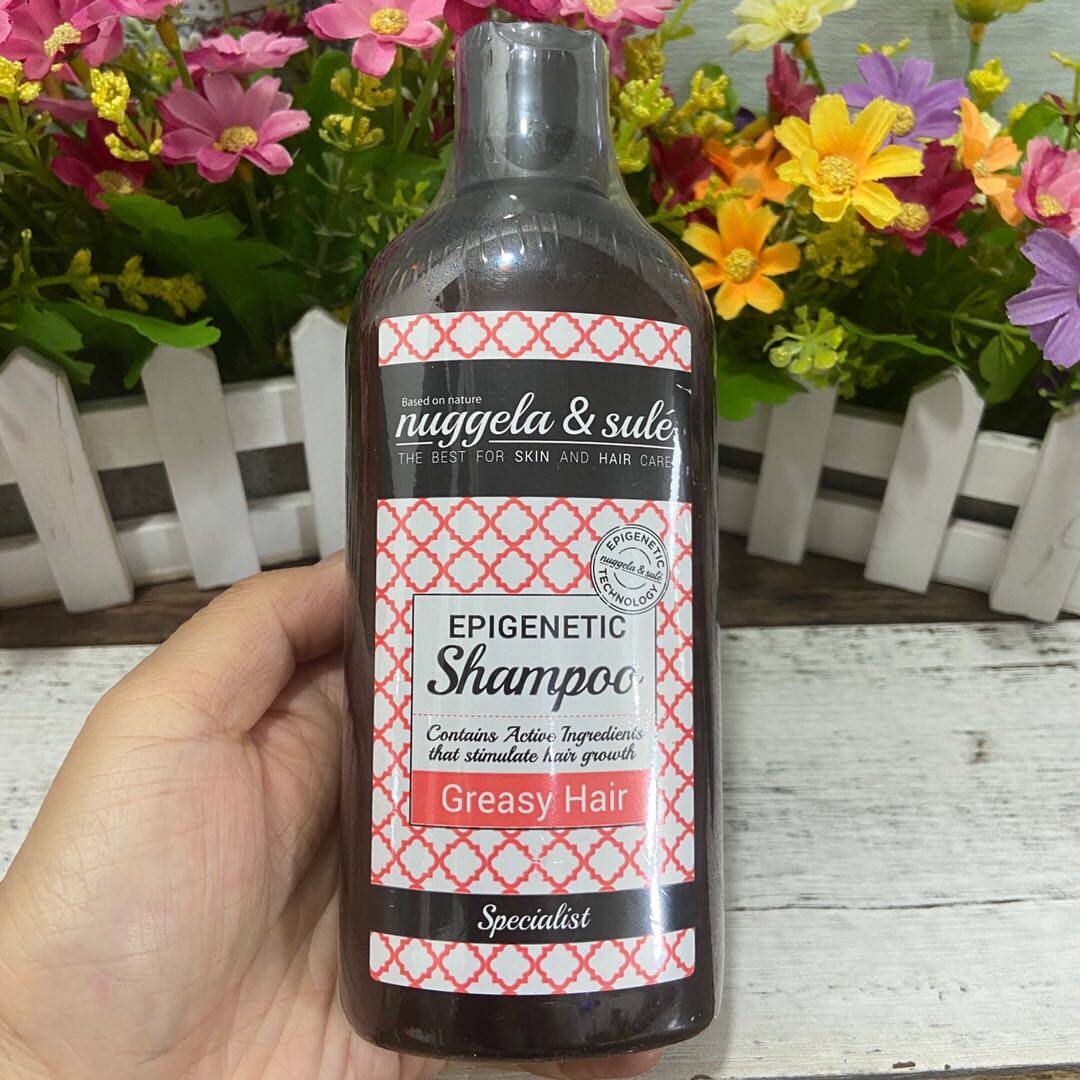 Based on nature
nuggela & sulé
THE BEST FOR SKIN AND HAIR CARE
EPIGENETIC
nuggela & sulé
TECHNOLOGY
EPIGENETIC
Shampoo
Contains Active Ingredients
that stimulate hair growth
Greasy Hair
Specialist